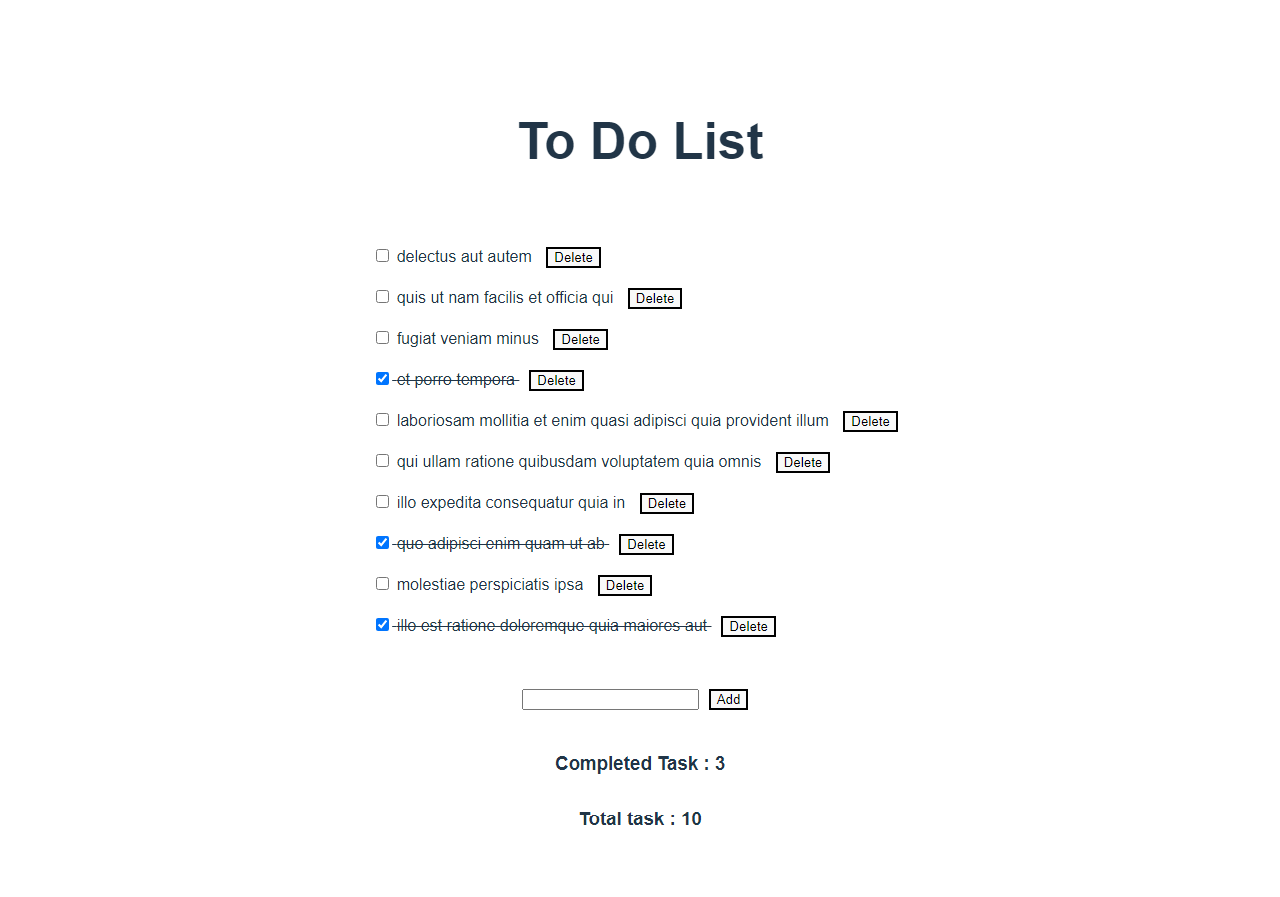 To Do List
delectus aut autem Delete
quis ut nam facilis et officia qui Delete
fugiat veniam minus Delete
et porro tempora Delete
laboriosam mollitia et enim quasi adipisci quia provident illum Delete
qui ullam ratione quibusdam voluptatem quia omnis Delete
illo expedita consequatur quia in Delete
quo adipisci enim quam ut ab Delete
molestiae perspiciatis ipsa Delete
illo est ratione doloremque quia maiores aut Delete
Add
Completed Task : 3
Total task : 10